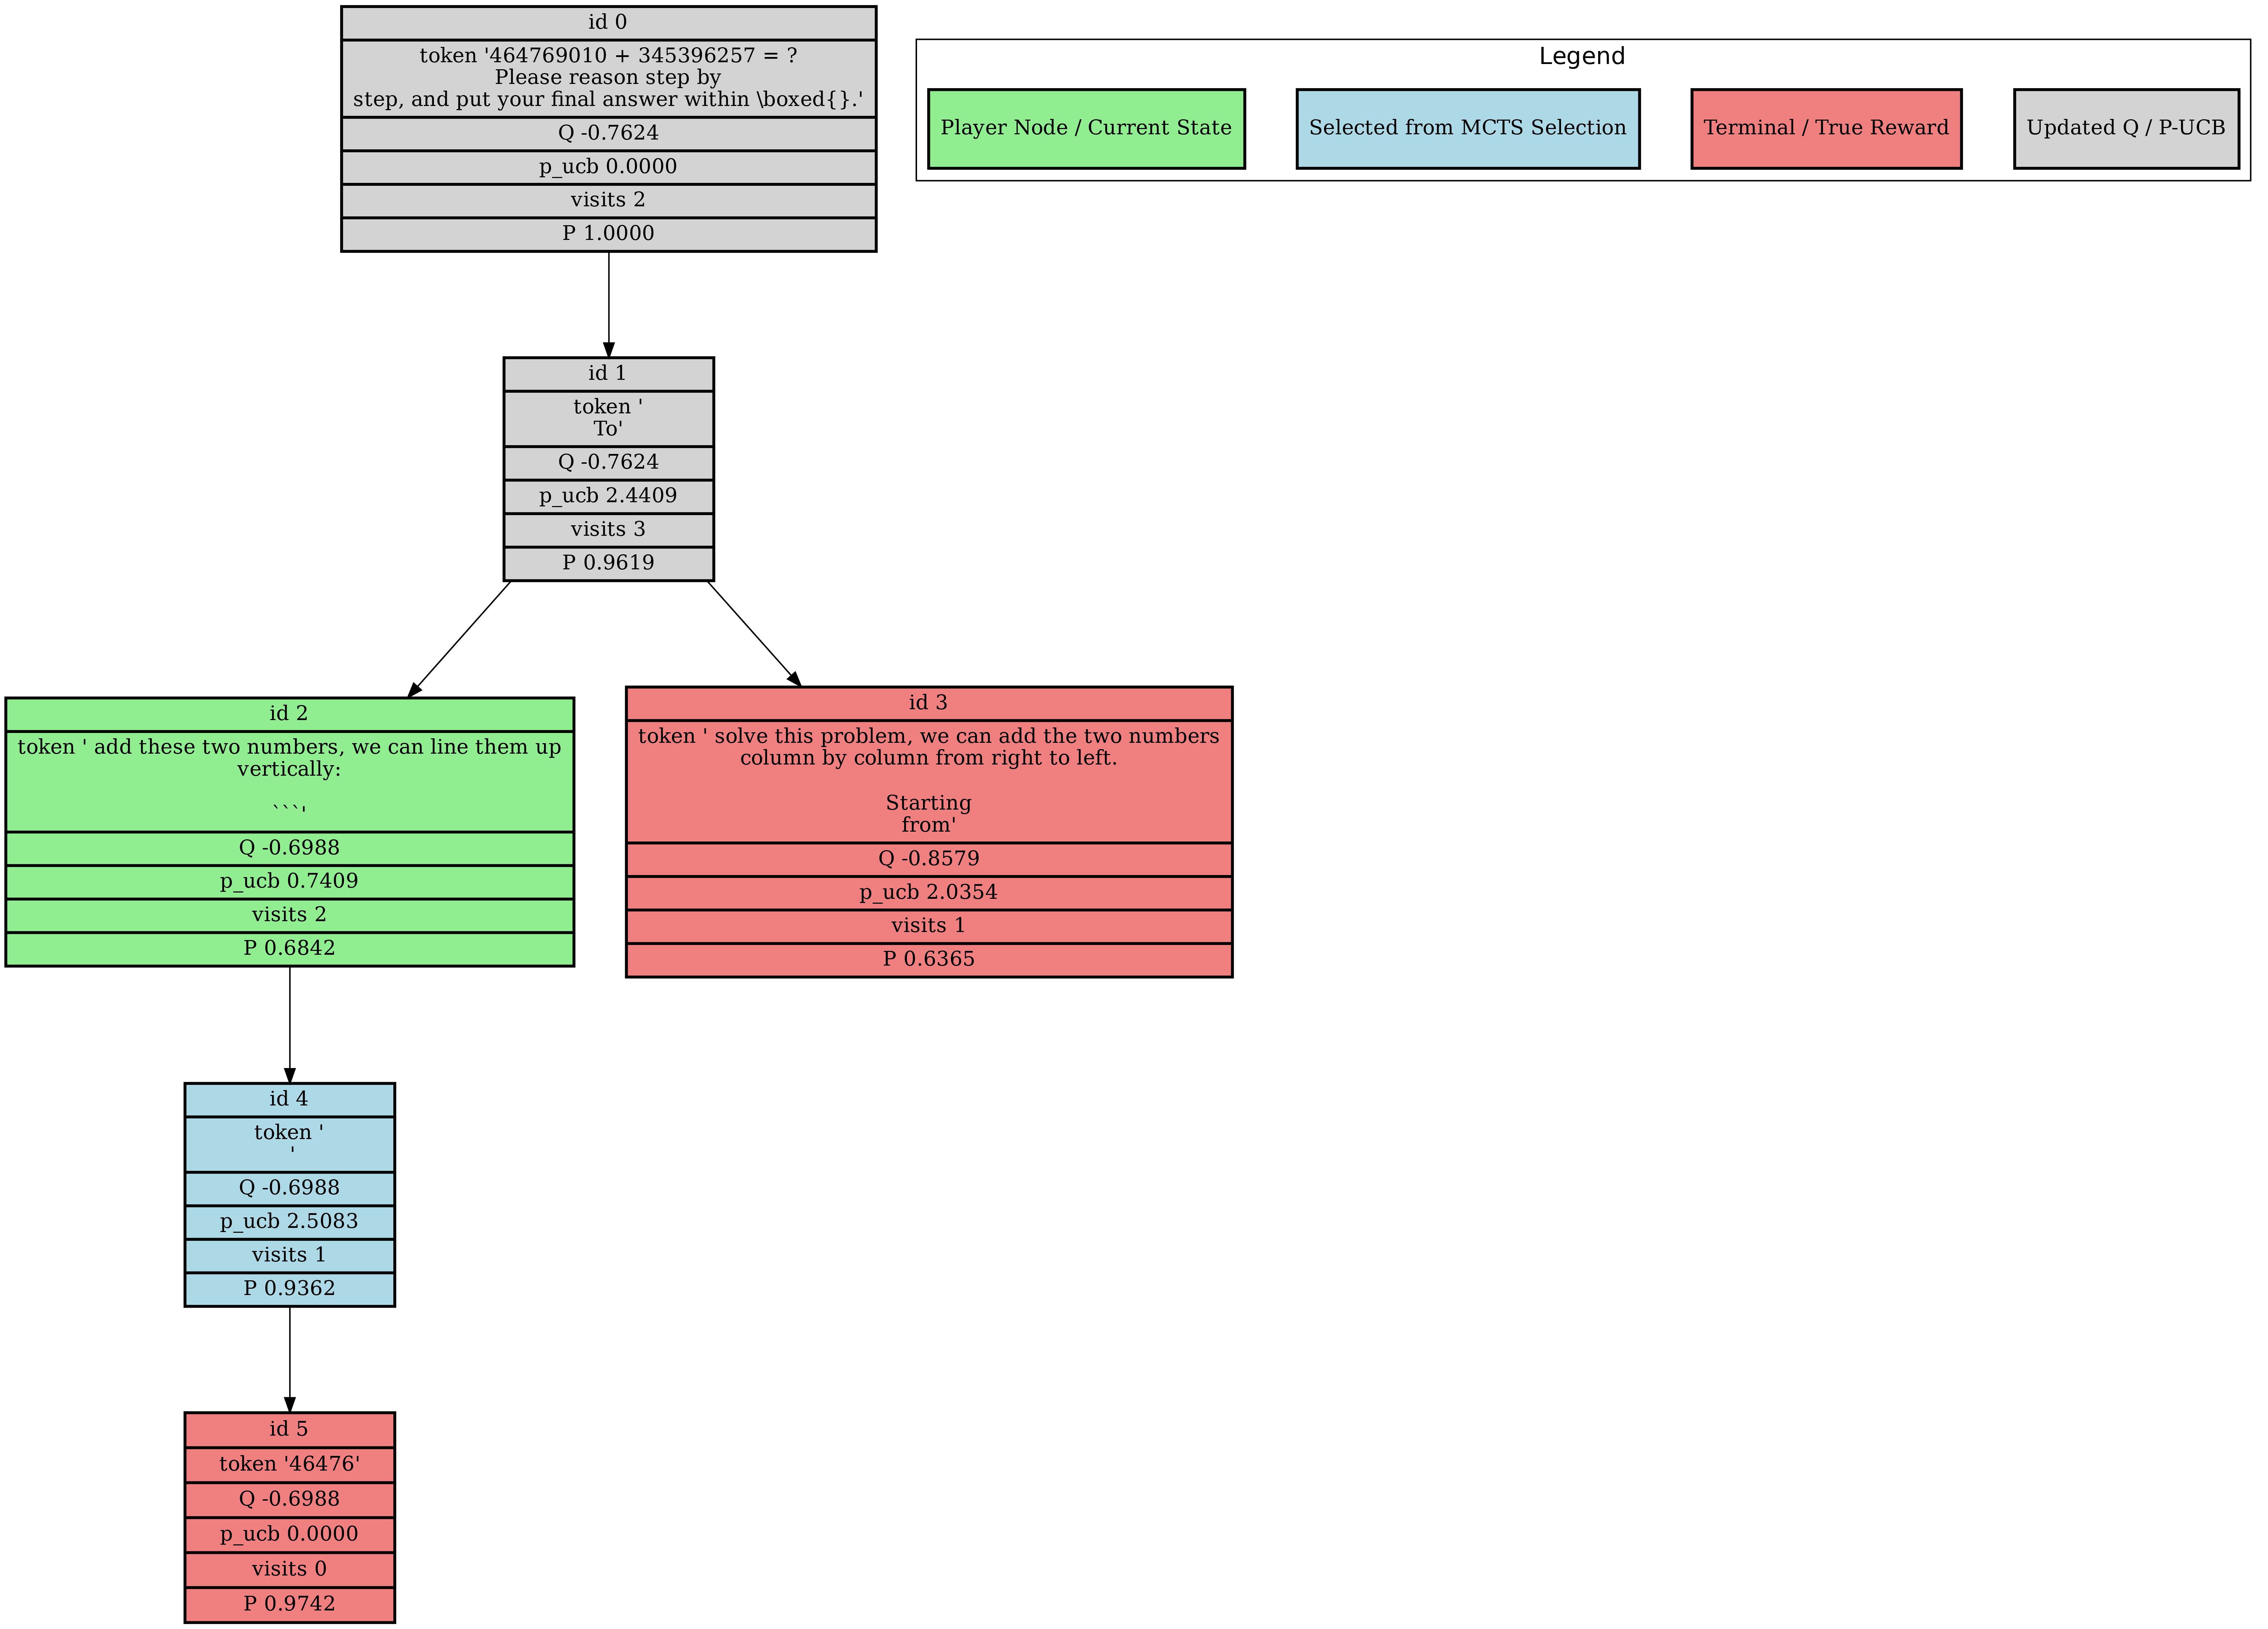 id 0
token '464769010 + 345396257 = ?
Please reason step by
step, and put your final answer within \boxed{}.'
Q -0.7624
p_ucb 0.0000
visits 2
P 1.0000
Legend
Player Node / Current State
Selected from MCTS Selection
Terminal / True Reward
Updated Q / P-UCB
id 1
token '
To'
Q -0.7624
p_ucb 2.4409
visits 3
P 0.9619
id 2
token ' add these two numbers, we can line them up
vertically:
```'
Q -0.6988
p_ucb 0.7409
visits 2
P 0.6842
id 3
token ' solve this problem, we can add the two numbers
column by column from right to left.
Starting
from'
Q -0.8579
p_ucb 2.0354
visits 1
P 0.6365
id 4
token '
'
Q -0.6988
p_ucb 2.5083
visits 1
P 0.9362
id 5
token '46476'
Q -0.6988
p_ucb 0.0000
visits 0
P 0.9742